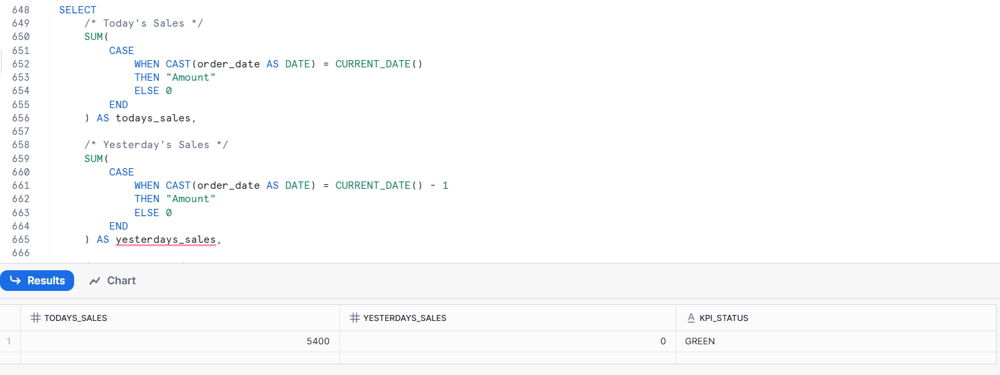 648 SELECT
649 /* Today's Sales */
650 SUM(
651 CASE
652 WHEN CAST(order_date AS DATE) = CURRENT_DATE()
653 THEN "Amount"
654 ELSE 0
655 END
656 ) AS todays_sales,
657
658 /* Yesterday's Sales */
659 SUM(
660 CASE
661 WHEN CAST(order_date AS DATE) = CURRENT_DATE() - 1
662 THEN "Amount"
663 ELSE 0
664 END
665 ) AS yesterdays_sales,
666
Results Chart
TODAYS_SALES YESTERDAYS_SALES A KPI_STATUS
1 5400 0 GREEN